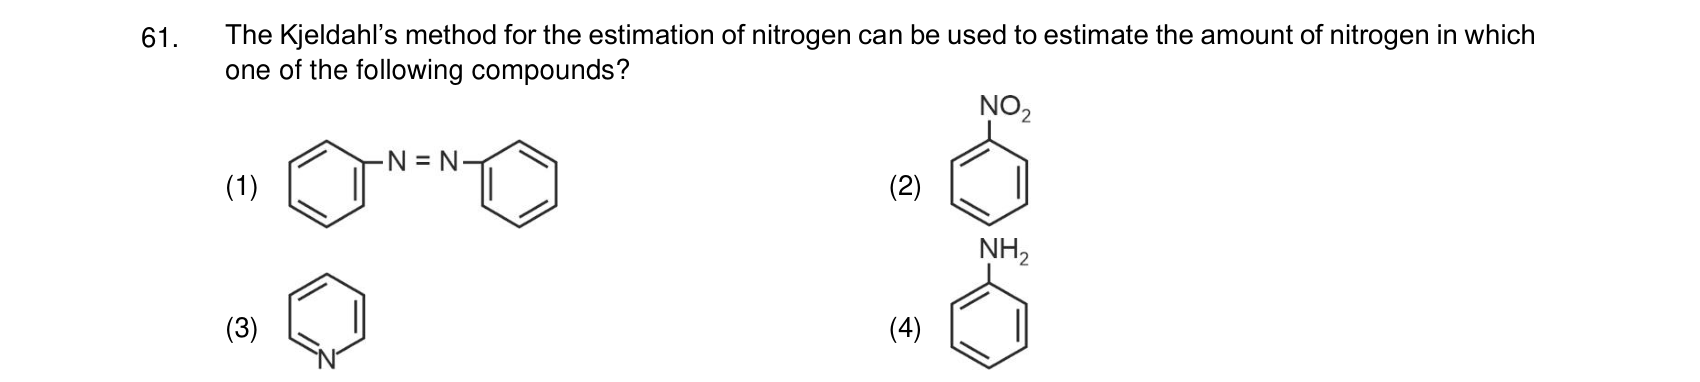 61. The Kjeldahl's method for the estimation of nitrogen can be used to estimate the amount of nitrogen in which
one of the following compounds?
(1) N = N
(2) NO₂
(3) N
(4) NH₂